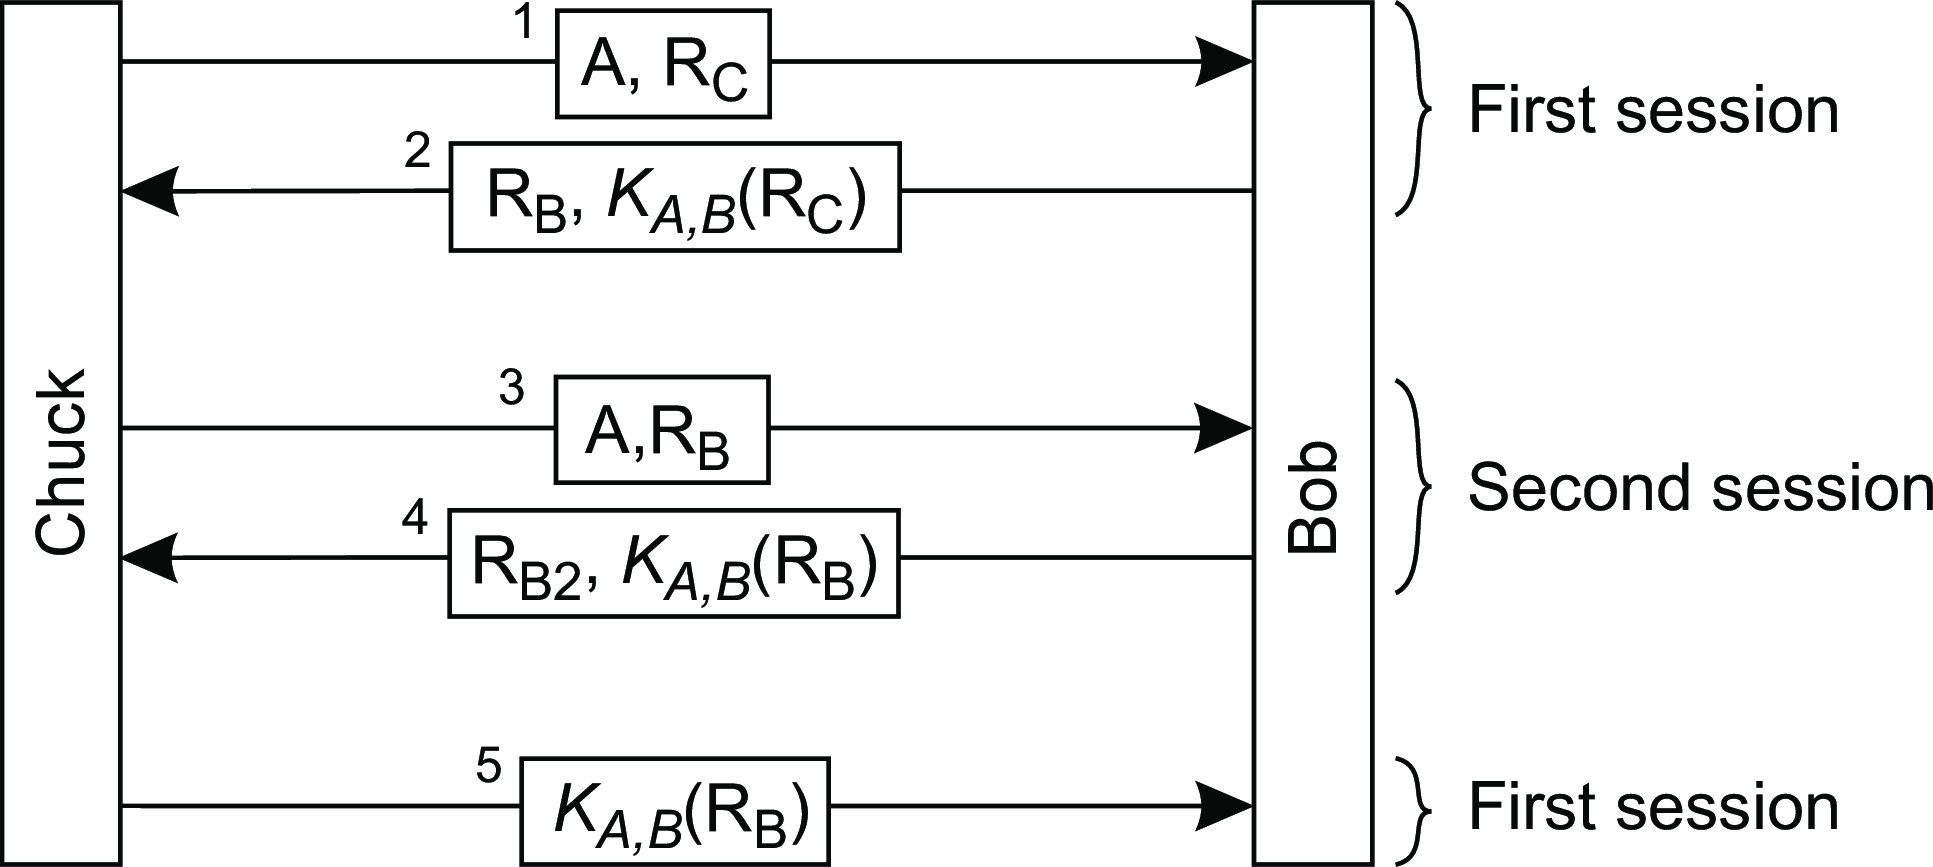 1
A, R_C
First session
2
R_B, K_A,B(R_C)
Chuck
3
A,R_B
Bob
Second session
4
R_B2, K_A,B(R_B)
5
K_A,B(R_B)
First session